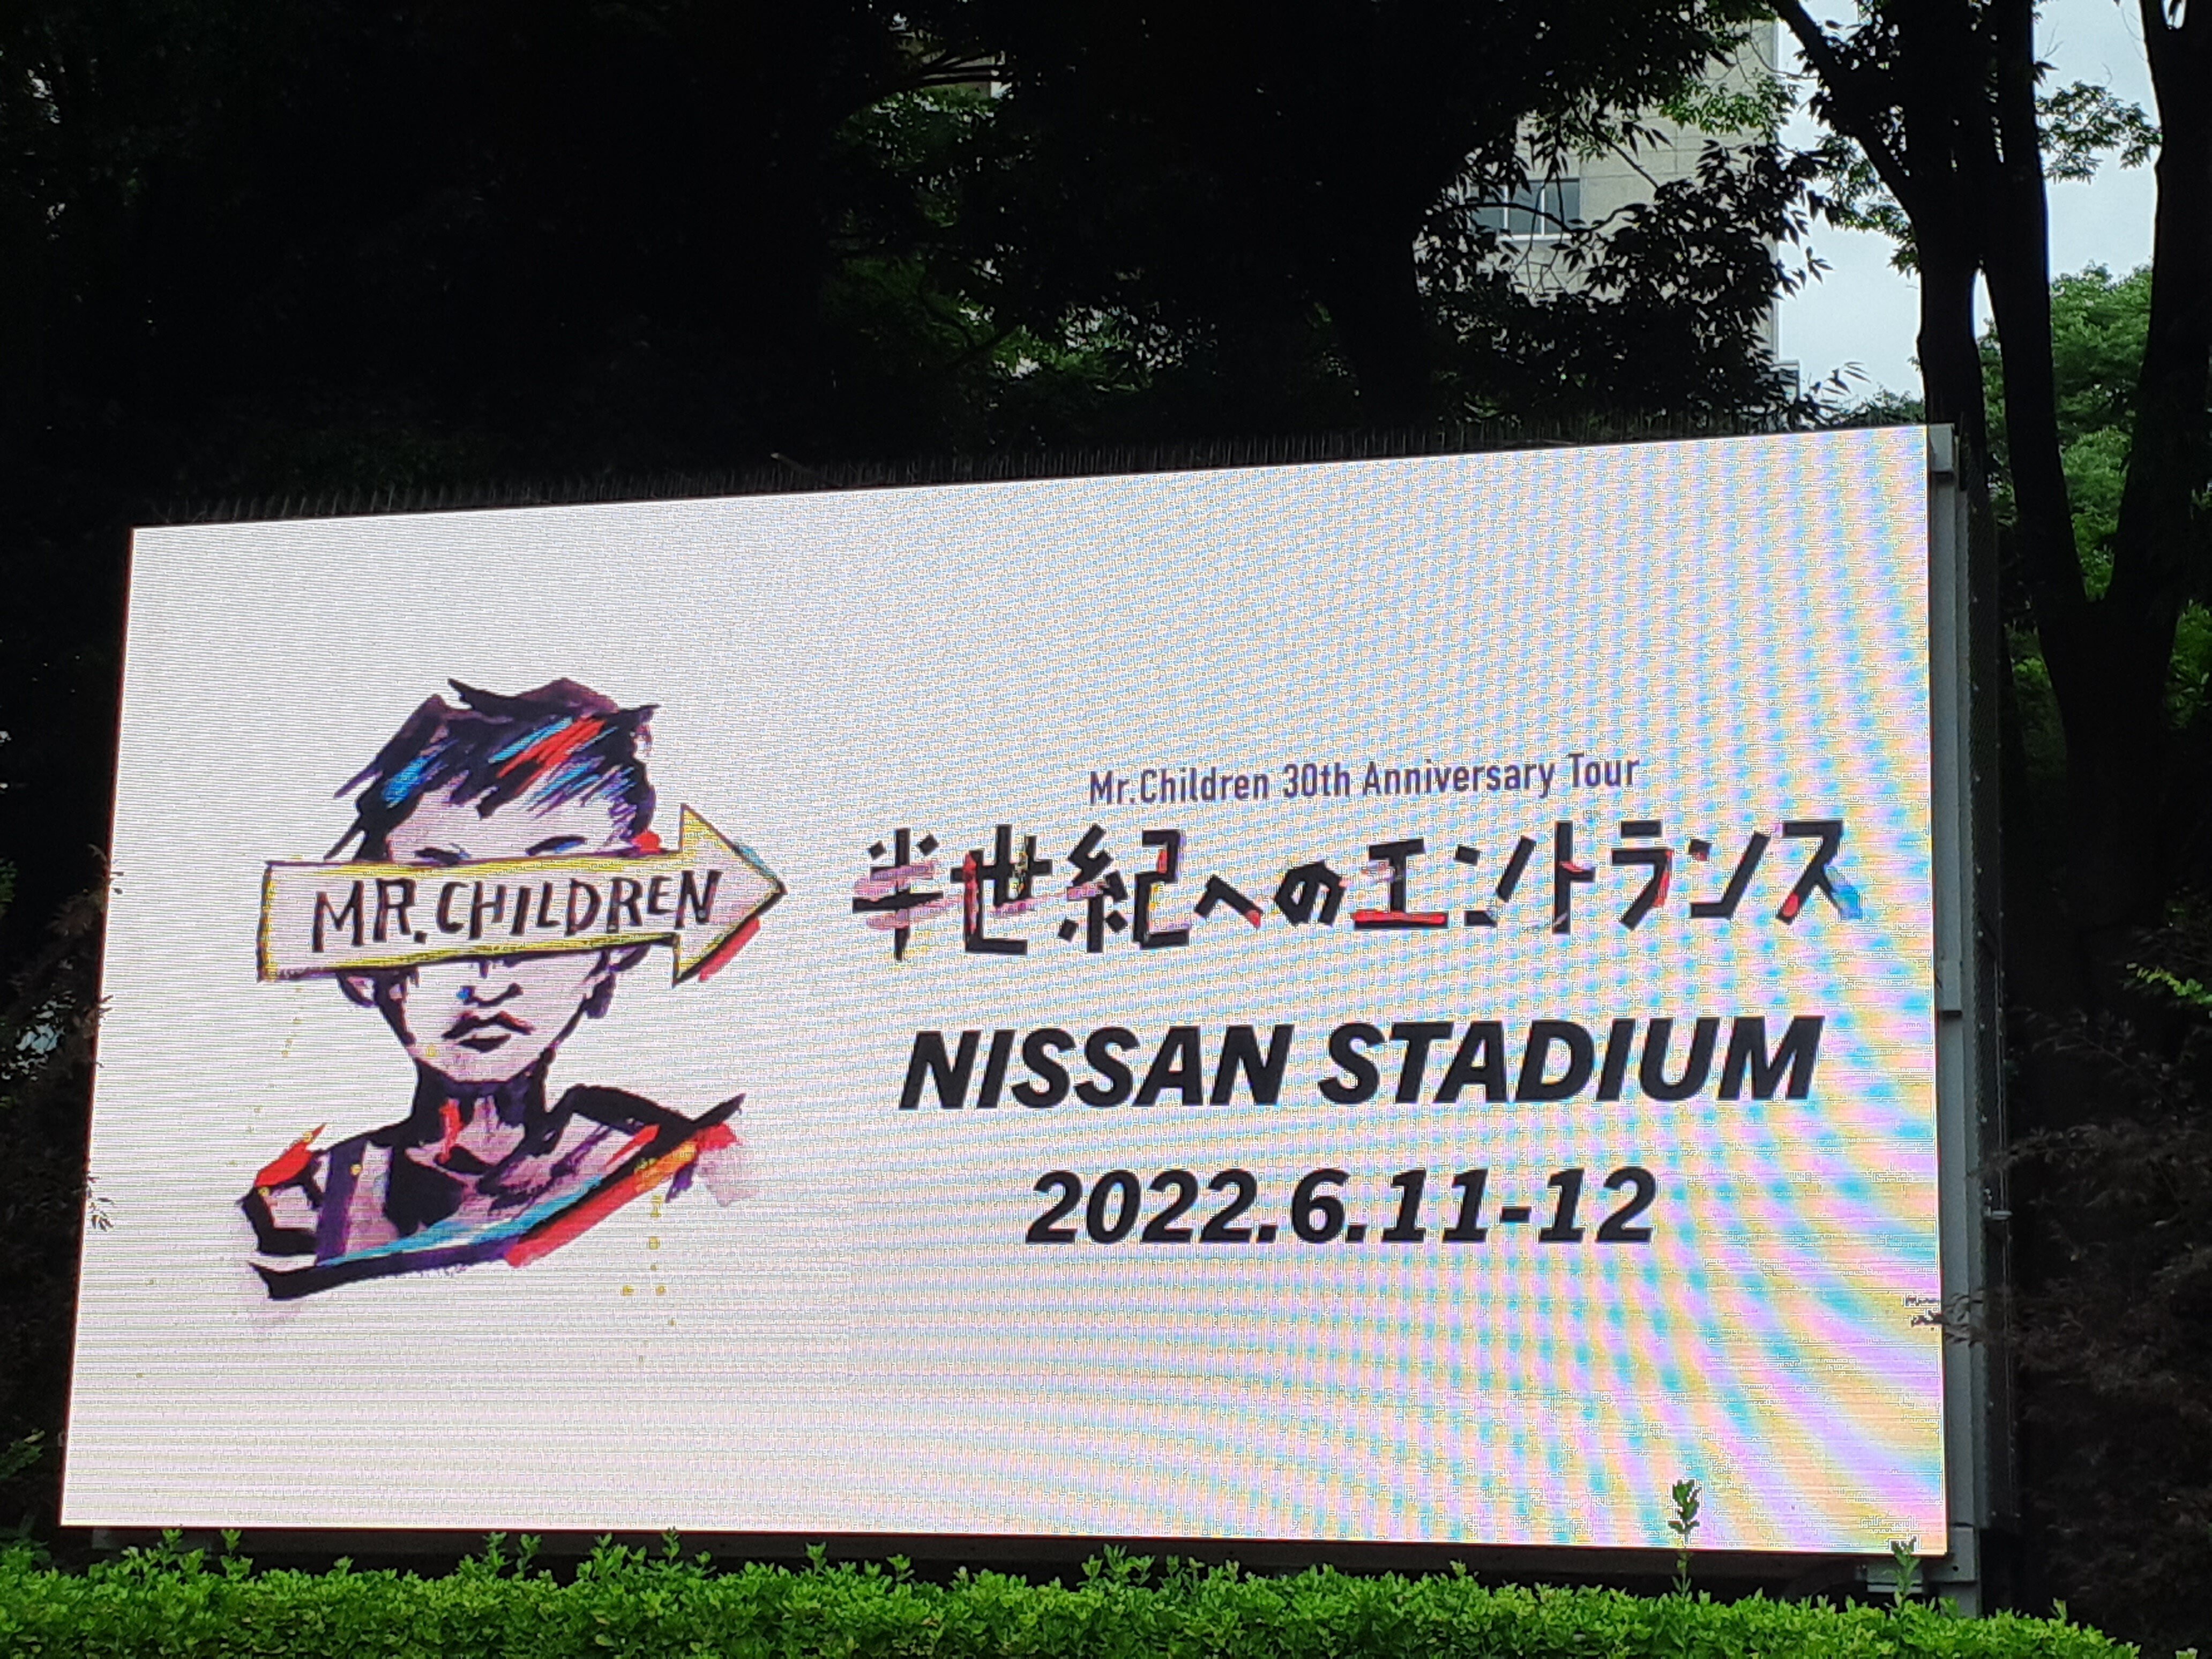 MR.CHILDREN
Mr.Children 30th Anniversary Tour
半世紀へのエントランス
NISSAN STADIUM
2022.6.11-12